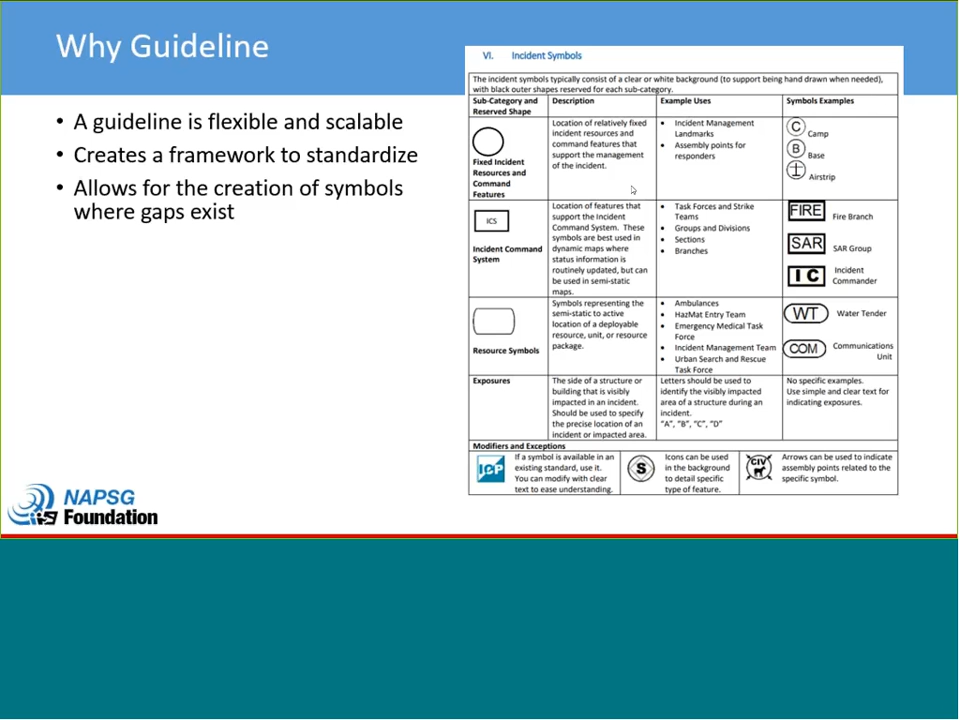 Why Guideline
• A guideline is flexible and scalable
• Creates a framework to standardize
• Allows for the creation of symbols
where gaps exist
VI. Incident Symbols
The incident symbols typically consist of a clear or white background (to support being hand drawn when needed),
with black outer shapes reserved for each sub-category.
Sub-Category and
Reserved Shape
Description
Example Uses
Symbols Examples
Fixed Incident
Resources and
Command
Features
Location of relatively fixed
incident resources and
command features that
support the management
of the incident.
• Incident Management
Landmarks
• Assembly points for
responders
C Camp
B Base
Airstrip
ICS
Incident Command
System
Location of features that
support the Incident
Command System. These
symbols are best used in
dynamic maps where
status information is
routinely updated, but can
be used in semi-static
maps.
• Task Forces and Strike
Teams
• Groups and Divisions
• Sections
• Branches
FIRE Fire Branch
SAR SAR Group
I C Incident
Commander
Resource Symbols
Symbols representing the
semi-static to active
location of a deployable
resource, unit, or resource
package.
• Ambulances
• HazMat Entry Team
• Emergency Medical Task
Force
• Incident Management Team
• Urban Search and Rescue
Task Force
WT Water Tender
COM Communications
Unit
Exposures
The side of a structure or
building that is visibly
impacted in an incident.
Should be used to specify
the precise location of an
incident or impacted area.
Letters should be used to
identify the visibly impacted
area of a structure during an
incident.
“A”, “B”, “C”, “D”
No specific examples.
Use simple and clear text for
indicating exposures.
Modifiers and Exceptions
ICP
If a symbol is available in an
existing standard, use it.
You can modify with clear
text to ease understanding.
S
Icons can be used
in the background
to detail specific
type of feature.
CIV
Arrows can be used to indicate
assembly points related to the
specific symbol.
NAPSG
Foundation